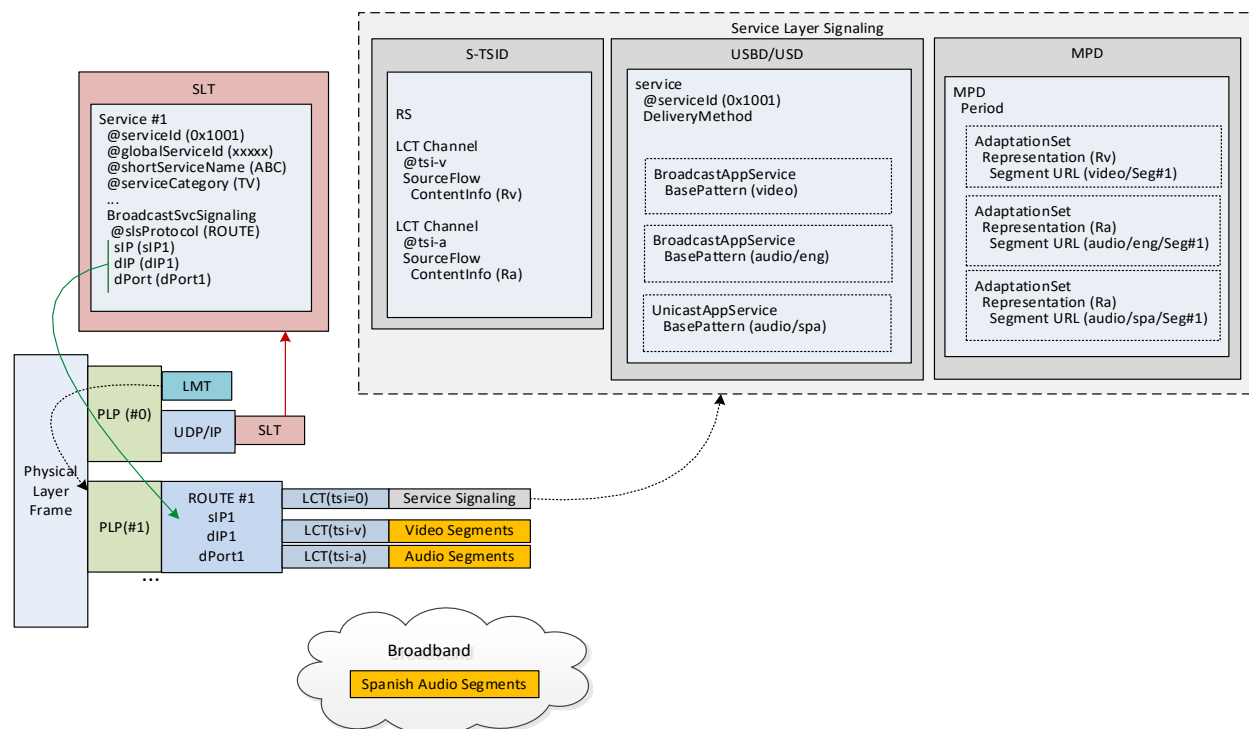 Service Layer Signaling
S-TSID
RS
LCT Channel
@tsi-v
SourceFlow
ContentInfo (Rv)
LCT Channel
@tsi-a
SourceFlow
ContentInfo (Ra)
USBD/USD
service
@serviceId (0x1001)
DeliveryMethod
BroadcastAppService
BasePattern (video)
BroadcastAppService
BasePattern (audio/eng)
UnicastAppService
BasePattern (audio/spa)
MPD
MPD
Period
AdaptationSet
Representation (Rv)
Segment URL (video/Seg#1)
AdaptationSet
Representation (Ra)
Segment URL (audio/eng/Seg#1)
AdaptationSet
Representation (Ra)
Segment URL (audio/spa/Seg#1)
SLT
Service #1
@serviceId (0x1001)
@globalServiceId (xxxxx)
@shortServiceName (ABC)
@serviceCategory (TV)
...
BroadcastSvcSignaling
@slsProtocol (ROUTE)
sIP (sIP1)
dIP (dIP1)
dPort (dPort1)
Physical
Layer
Frame
PLP (#0)
LMT
UDP/IP
SLT
PLP(#1)
ROUTE #1
sIP1
dIP1
dPort1
LCT(tsi=0)
Service Signaling
LCT(tsi-v)
Video Segments
LCT(tsi-a)
Audio Segments
...
Broadband
Spanish Audio Segments